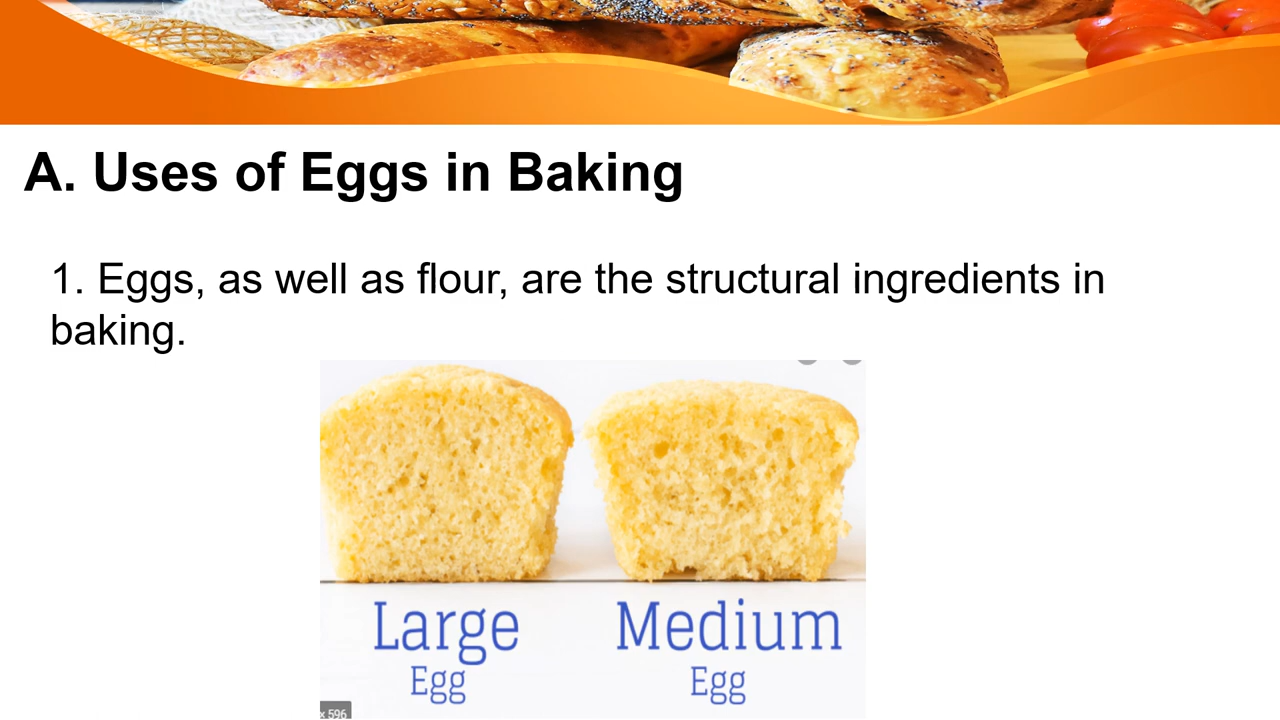 A. Uses of Eggs in Baking
1. Eggs, as well as flour, are the structural ingredients in
baking.
Large Medium
Egg Egg
x 596